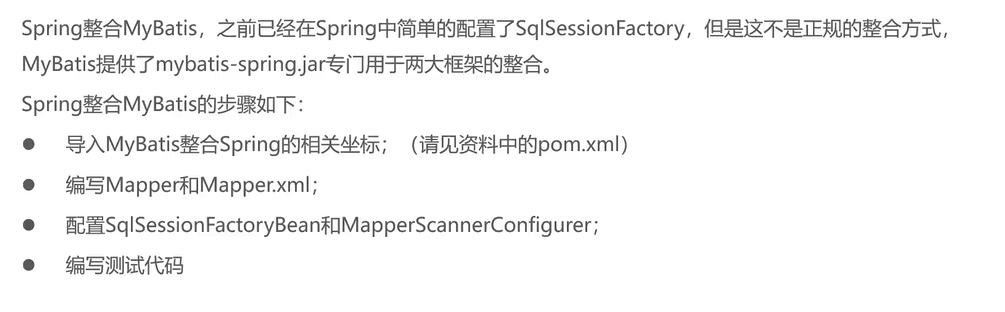 Spring整合MyBatis，之前已经在Spring中简单的配置了SqlSessionFactory，但是这不是正规的整合方式，
MyBatis提供了mybatis-spring.jar专门用于两大框架的整合。
Spring整合MyBatis的步骤如下：
● 导入MyBatis整合Spring的相关坐标；（请见资料中的pom.xml）
● 编写Mapper和Mapper.xml；
● 配置SqlSessionFactoryBean和MapperScannerConfigurer；
● 编写测试代码